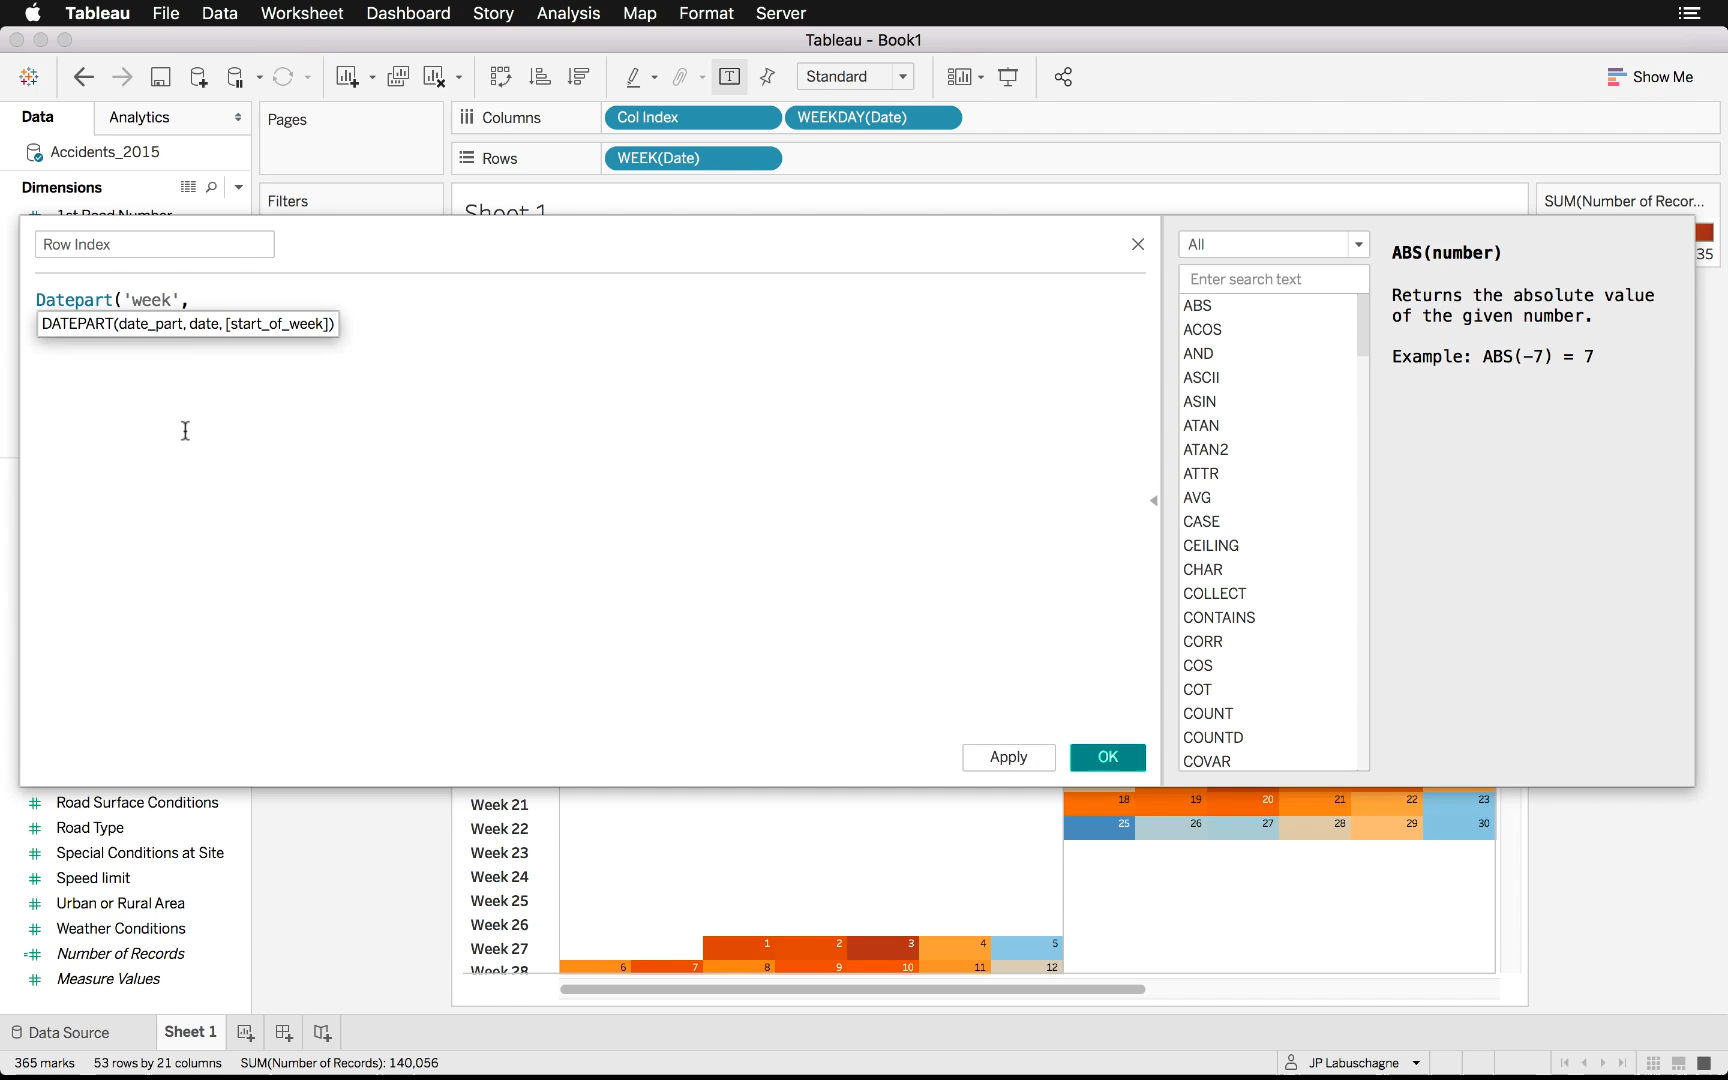 Tableau File Data Worksheet Dashboard Story Analysis Map Format Server
Tableau - Book1
Standard
Show Me
Data Analytics
Pages
Columns Col Index WEEKDAY(Date)
Accidents_2015
Rows WEEK(Date)
Dimensions
Filters
Sheet 1
SUM(Number of Recor...
1st Road Number
35
Row Index
Datepart('week',
DATEPART(date_part, date, [start_of_week])
Apply
OK
All
Enter search text
ABS
ACOS
AND
ASCII
ASIN
ATAN
ATAN2
ATTR
AVG
CASE
CEILING
CHAR
COLLECT
CONTAINS
CORR
COS
COT
COUNT
COUNTD
COVAR
ABS(number)
Returns the absolute value
of the given number.
Example: ABS(-7) = 7
Road Surface Conditions
Road Type
Special Conditions at Site
Speed limit
Urban or Rural Area
Weather Conditions
Number of Records
Measure Values
Week 21 18 19 20 21 22 23
Week 22 25 26 27 28 29 30
Week 23
Week 24
Week 25
Week 26
Week 27 1 2 3 4 5
Week 28 6 7 8 9 10 11 12
Data Source Sheet 1
365 marks 53 rows by 21 columns SUM(Number of Records): 140,056
JP Labuschagne